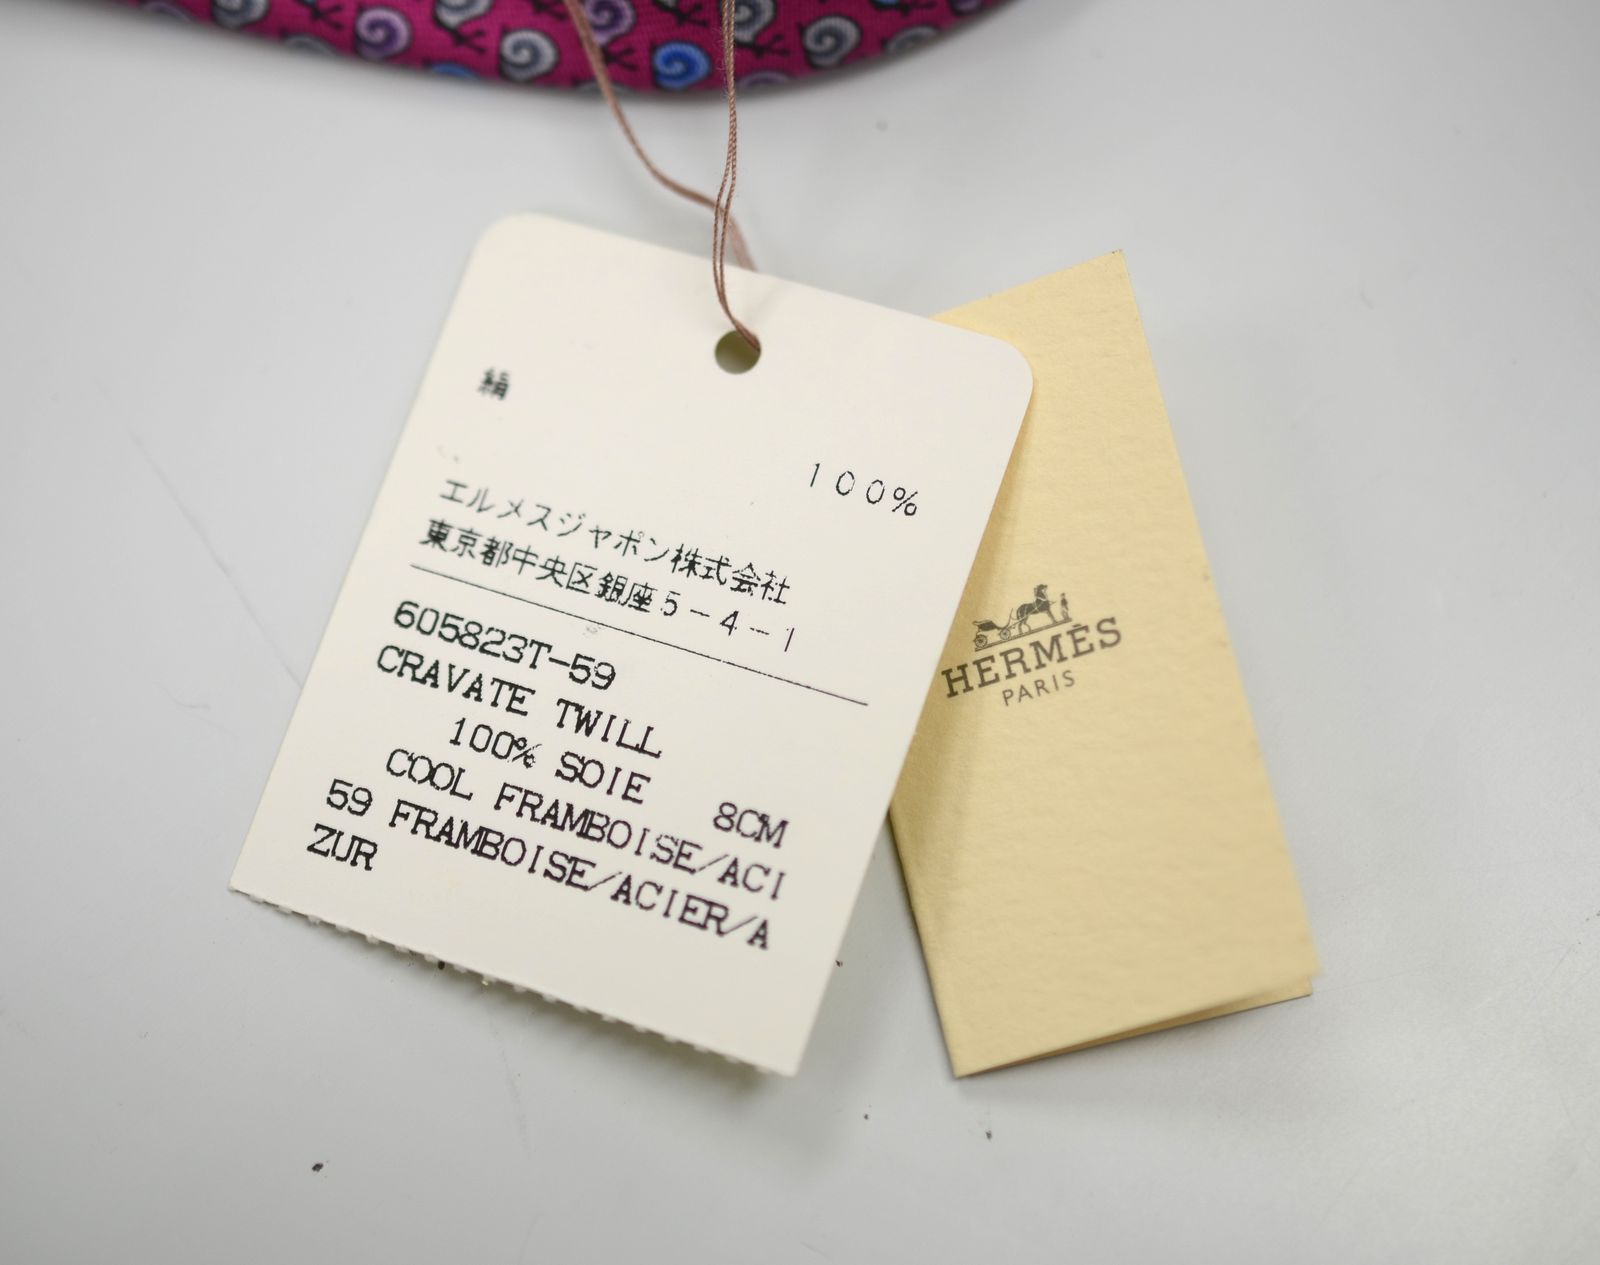 絹
100%
エルメスジャポン株式会社
東京都中央区銀座5-4-1
605823T-59
CRAVATE TWILL
100% SOIE 8CM
COOL FRAMBOISE/ACI
59 FRAMBOISE/ACIER/A
ZUR
HERMÈS
PARIS